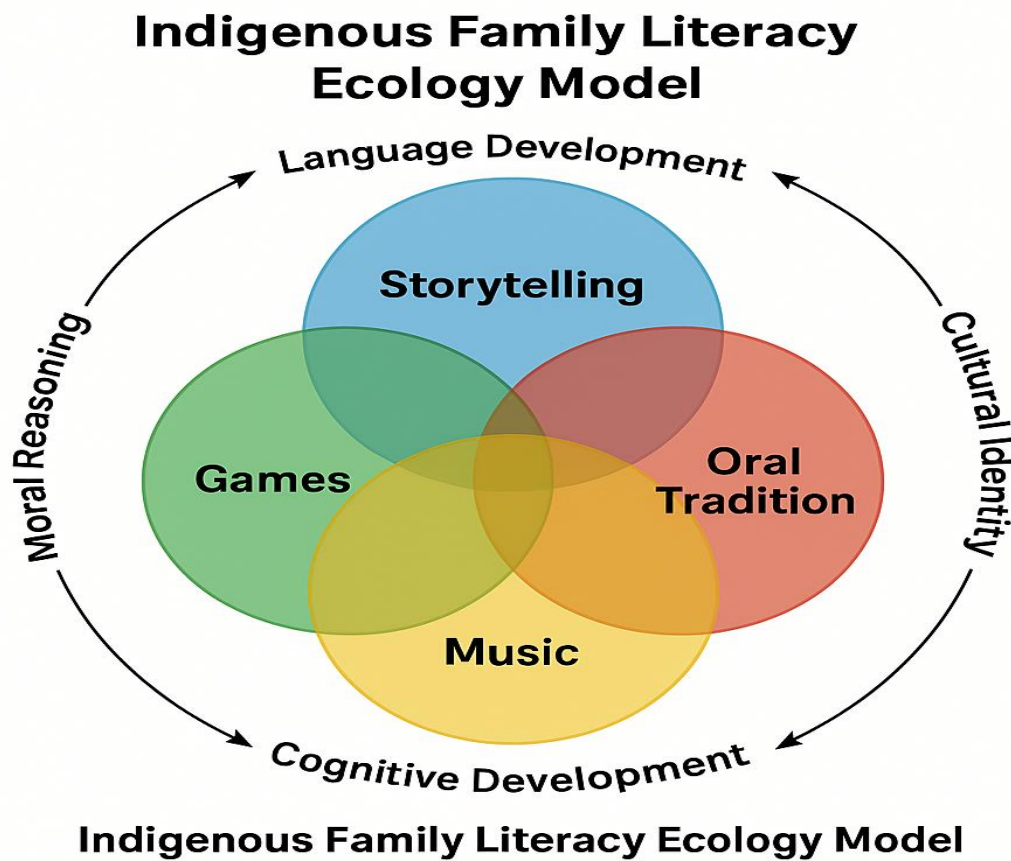 Indigenous Family Literacy
Ecology Model
Language Development
Storytelling
Moral Reasoning
Cultural Identity
Games
Oral
Tradition
Music
Cognitive Development
Indigenous Family Literacy Ecology Model